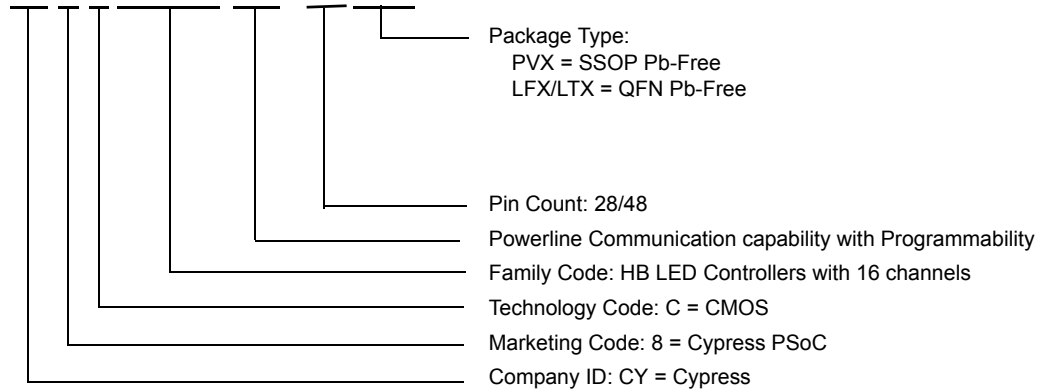 Package Type:
PVX = SSOP Pb-Free
LFX/LTX = QFN Pb-Free
Pin Count: 28/48
Powerline Communication capability with Programmability
Family Code: HB LED Controllers with 16 channels
Technology Code: C = CMOS
Marketing Code: 8 = Cypress PSoC
Company ID: CY = Cypress